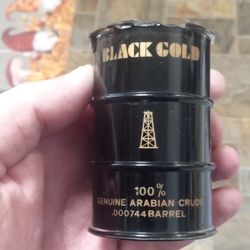 BLACK GOLD
100%
GENUINE ARABIAN CRUDE
.000744 BARREL